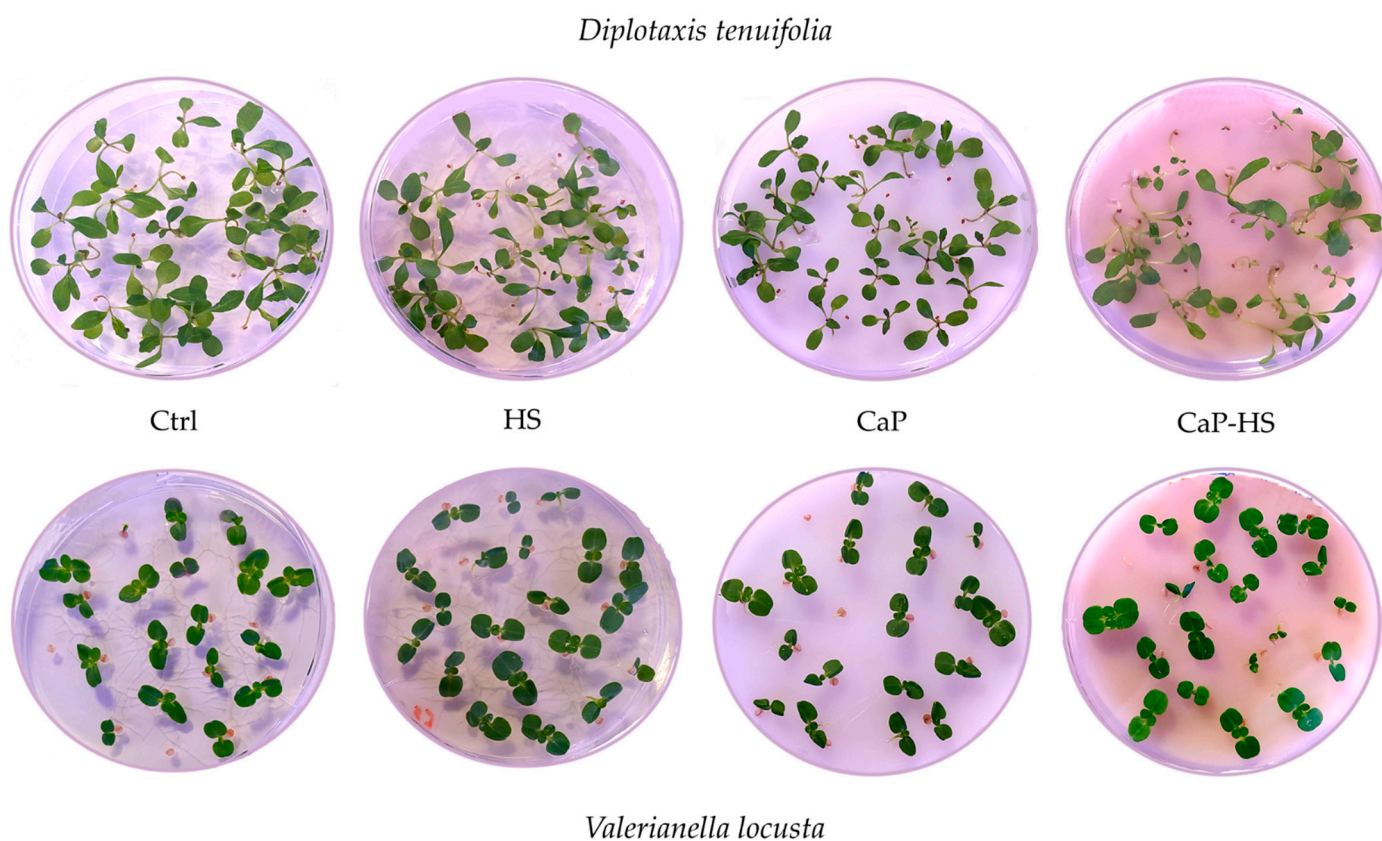 Diplotaxis tenuifolia
Ctrl
HS
CaP
CaP-HS
Valerianella locusta